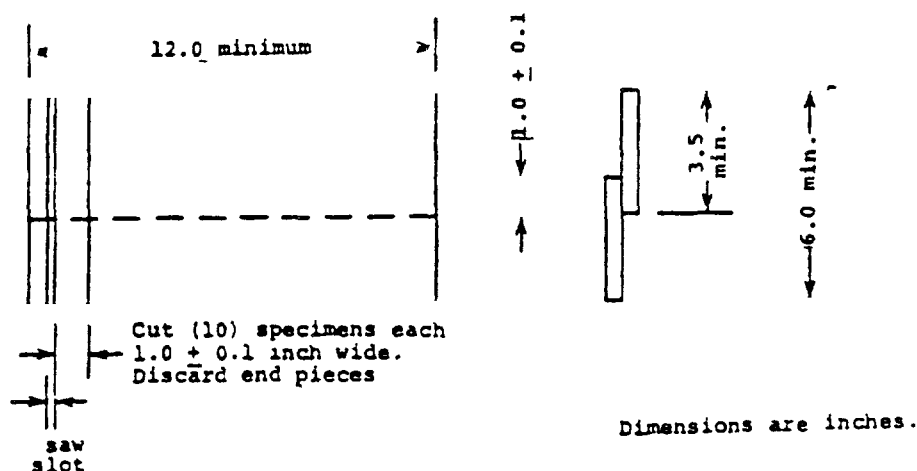 12.0 minimum
1.0 ± 0.1
3.5
min.
6.0 min.
Cut (10) specimens each
1.0 ± 0.1 inch wide.
Discard end pieces
Dimensions are inches.
saw
slot